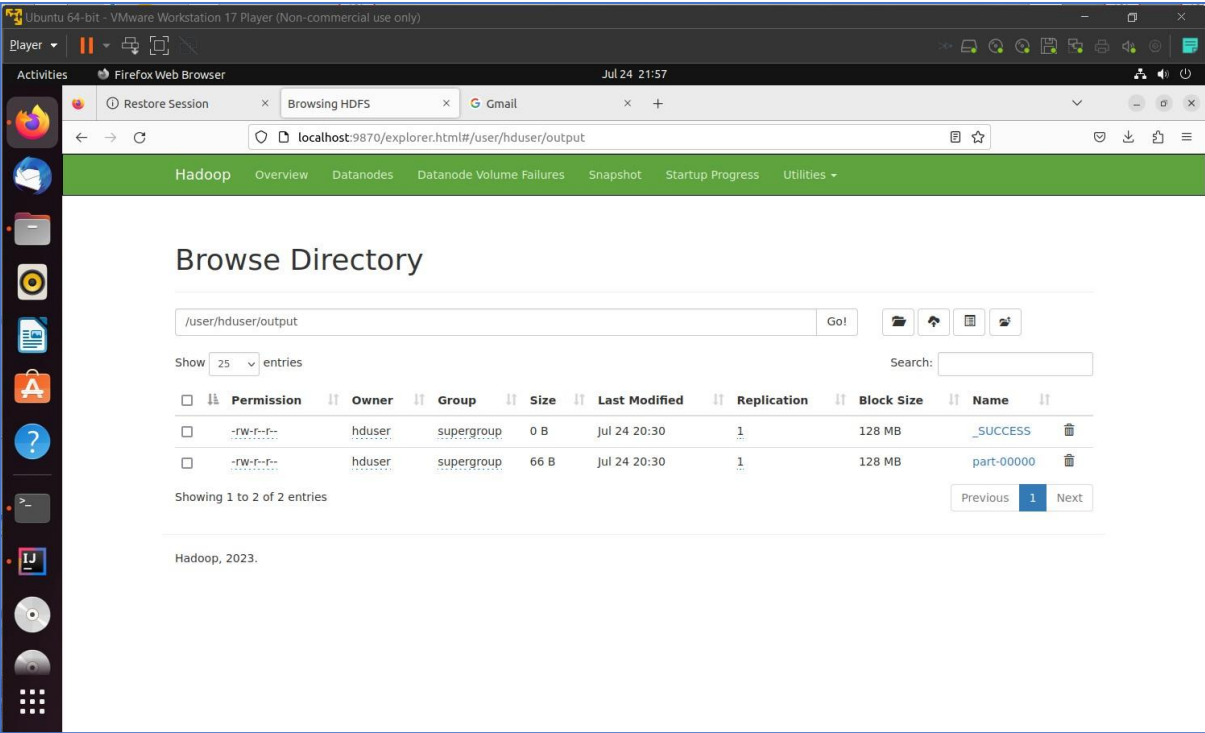 Ubuntu 64-bit - VMware Workstation 17 Player (Non-commercial use only)
Player
Activities Firefox Web Browser Jul 24 21:57
Restore Session Browsing HDFS G Gmail
localhost:9870/explorer.html#/user/hduser/output
Hadoop Overview Datanodes Datanode Volume Failures Snapshot Startup Progress Utilities
Browse Directory
/user/hduser/output Go!
Show 25 entries Search:
Permission Owner Group Size Last Modified Replication Block Size Name
-rw-r--r-- hduser supergroup 0 B Jul 24 20:30 1 128 MB _SUCCESS
-rw-r--r-- hduser supergroup 66 B Jul 24 20:30 1 128 MB part-00000
Showing 1 to 2 of 2 entries Previous 1 Next
Hadoop, 2023.